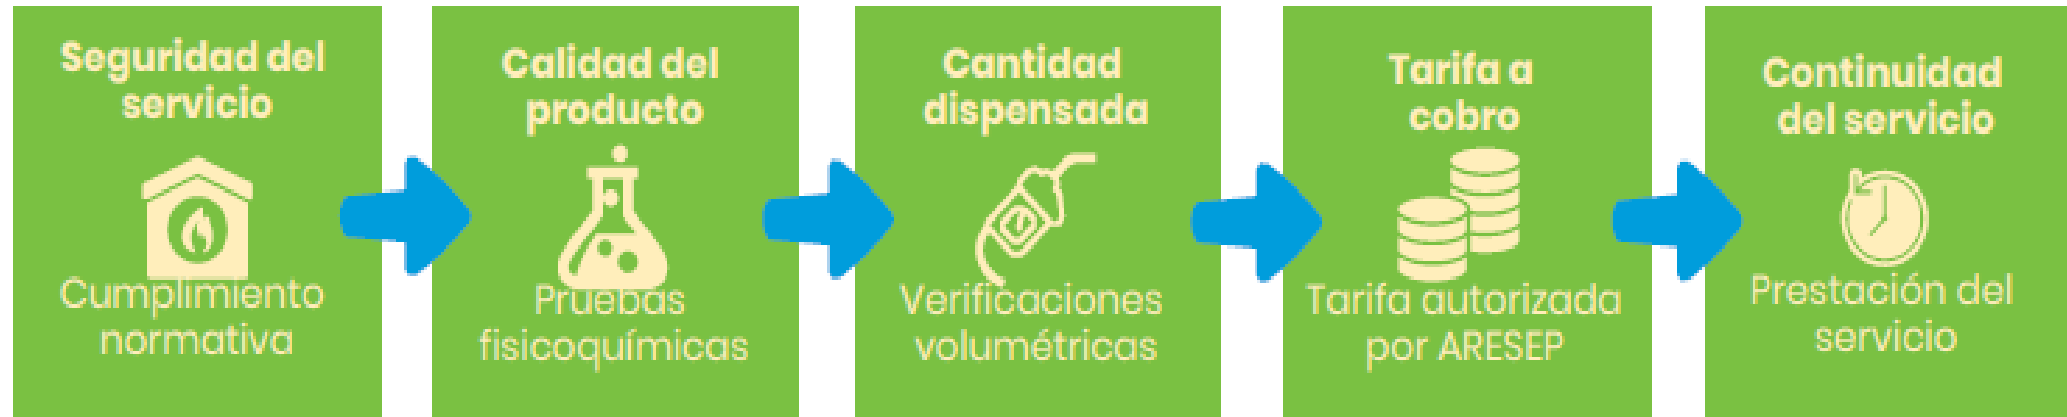 Seguridad del
servicio
Cumplimiento
normativa
Calidad del
producto
Pruebas
fisicoquímicas
Cantidad
dispensada
Verificaciones
volumétricas
Tarifa a
cobro
Tarifa autorizada
por ARESEP
Continuidad
del servicio
Prestación del
servicio